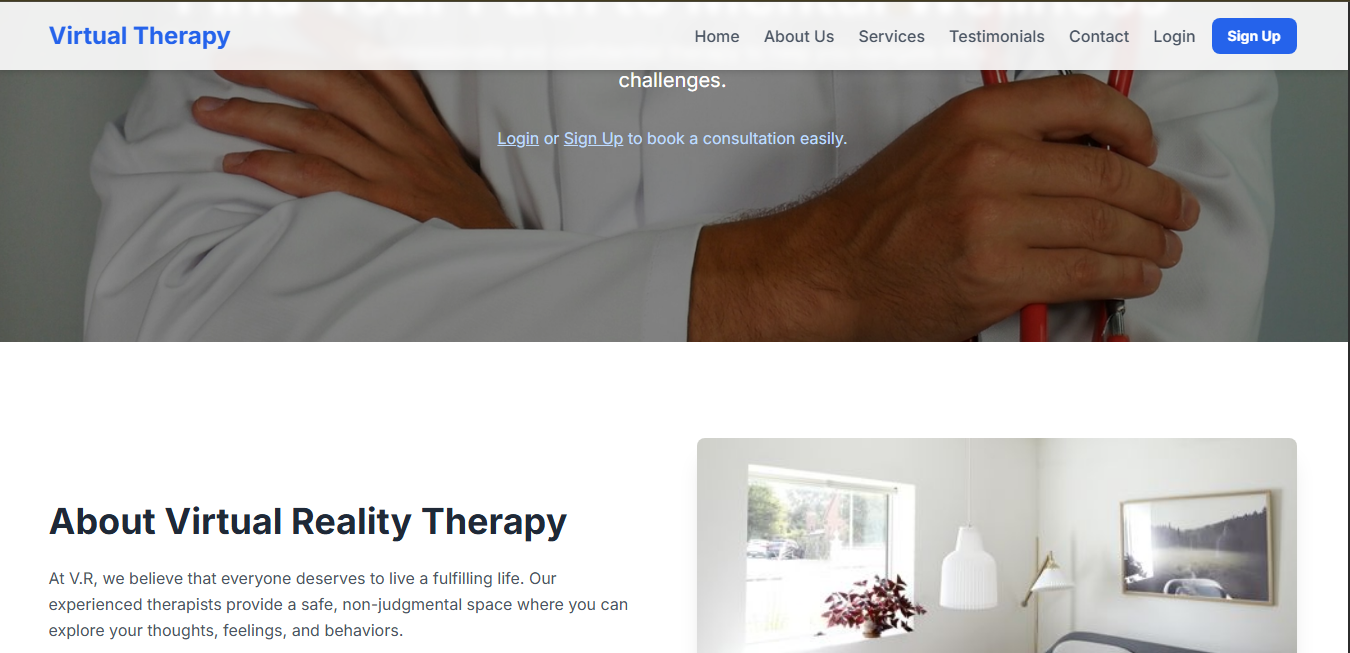 Virtual Therapy
Home About Us Services Testimonials Contact Login Sign Up
challenges.
Login or Sign Up to book a consultation easily.
About Virtual Reality Therapy
At V.R, we believe that everyone deserves to live a fulfilling life. Our
experienced therapists provide a safe, non-judgmental space where you can
explore your thoughts, feelings, and behaviors.